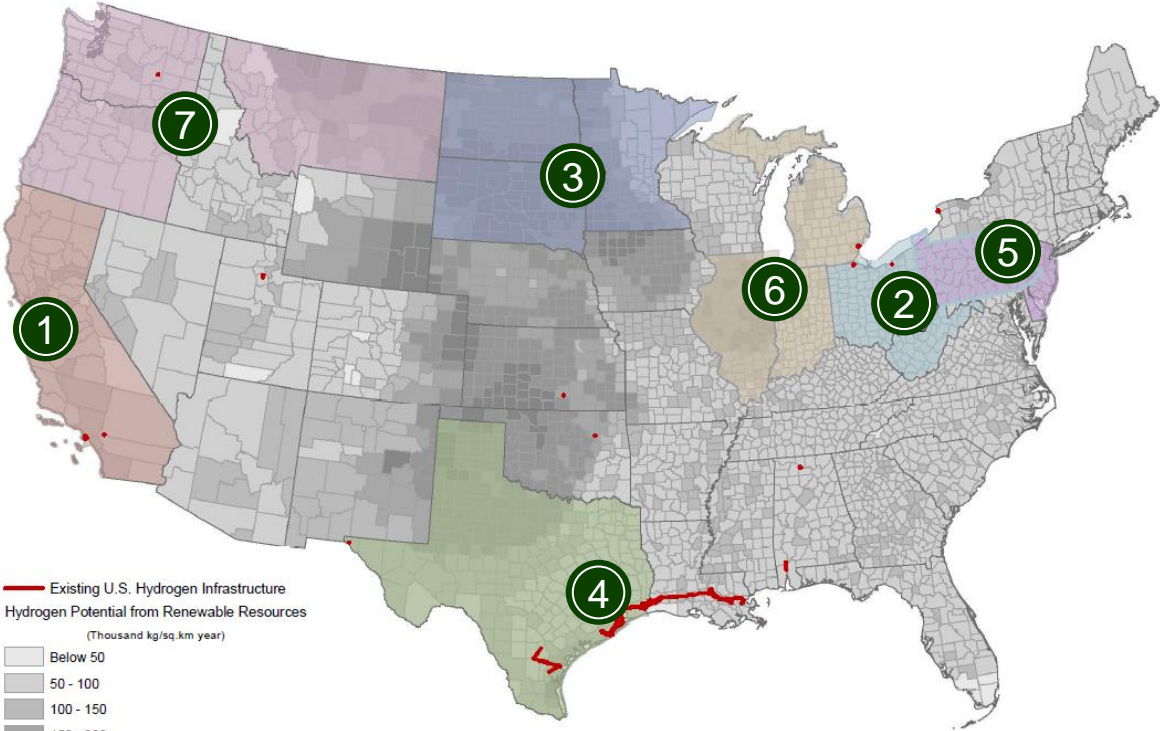 7
3
5
6
2
1
4
Existing U.S. Hydrogen Infrastructure
Hydrogen Potential from Renewable Resources
(Thousand kg/sq.km year)
Below 50
50 - 100
100 - 150